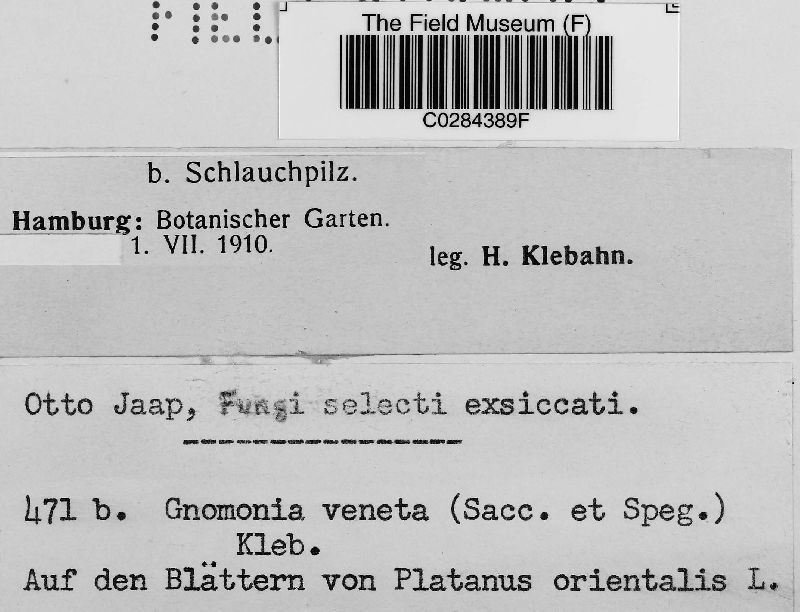 FIEL
The Field Museum (F)
C0284389F
b. Schlauchpilz.
Hamburg: Botanischer Garten.
1. VII. 1910.
leg. H. Klebahn.
Otto Jaap, Fungi selecti exsiccati.
471 b. Gnomonia veneta (Sacc. et Speg.)
Kleb.
Auf den Blättern von Platanus orientalis L.